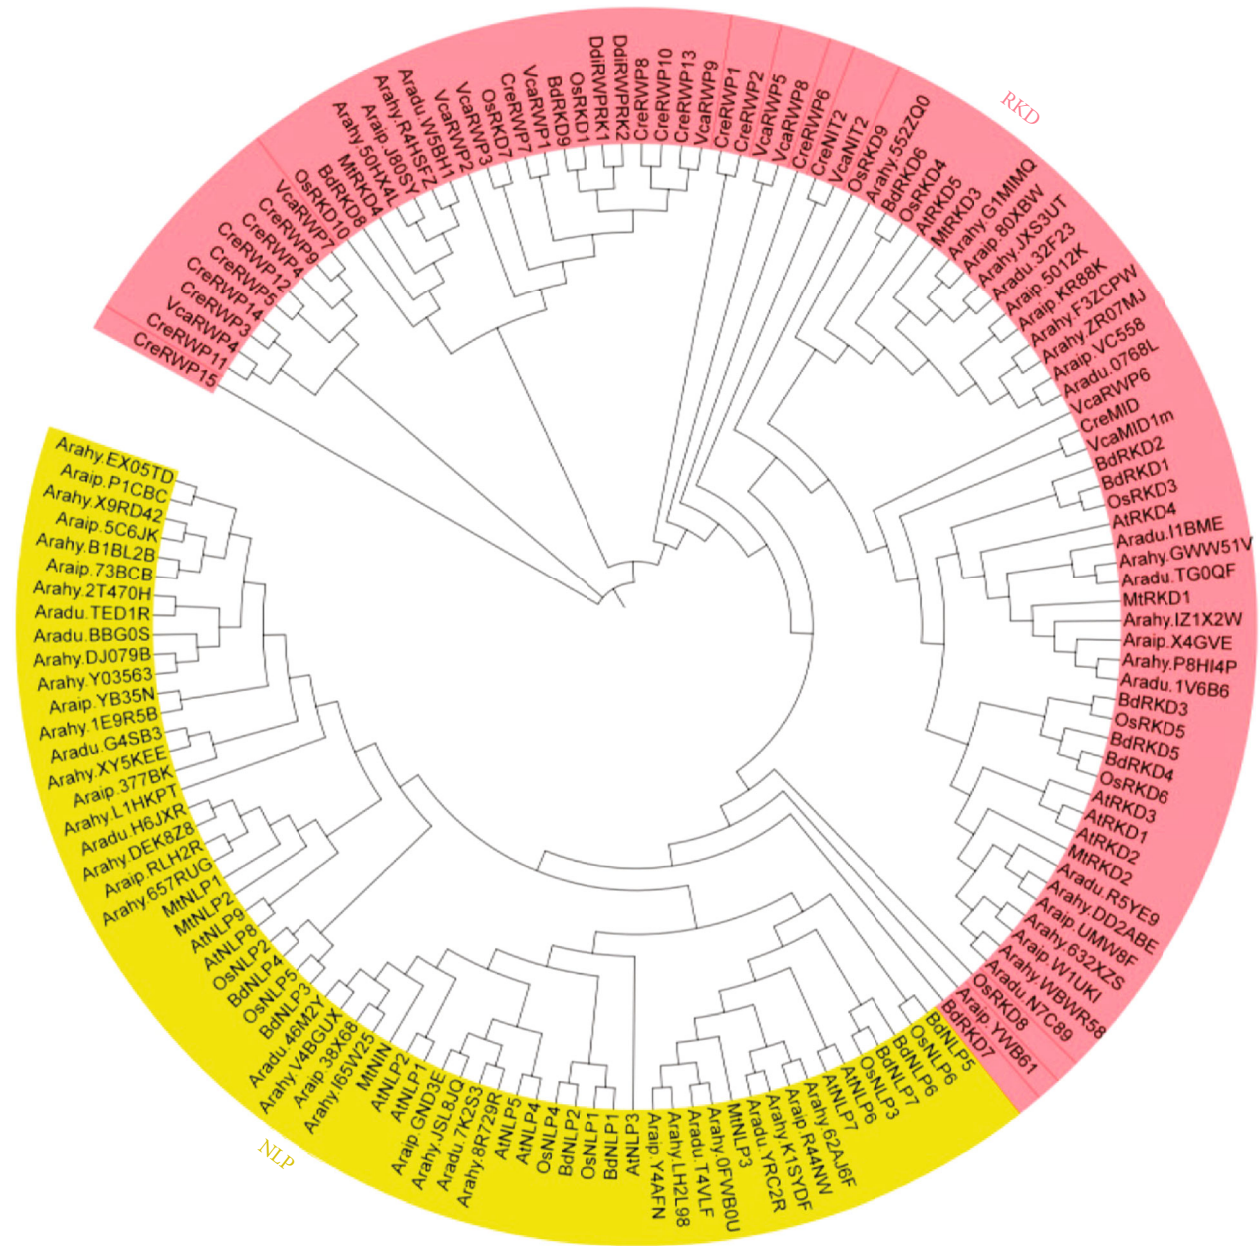 CreRWP15
CreRWP11
VcaRWP4
CreRWP3
CreRWP14
CreRWP5
CreRWP12
CreRWP4
CreRWP9
VcaRWP7
OsRKD10
BdRKD8
MtRKD4
Arahy.50HX4L
Araip.J80SY
Arahy.R4HSFZ
Aradu.W5BH1
VcaRWP2
VcaRWP3
OsRKD7
CreRWP7
VcaRWP1
BdRKD9
OsRKD1
DdiRWPRK1
DdiRWPRK2
CreRWP8
CreRWP10
CreRWP13
VcaRWP9
CreRWP1
CreRWP2
VcaRWP5
VcaRWP8
CreRWP6
CreNIT2
VcaNIT2
OsRKD9
Arahy.552ZQ0
BdRKD6
OsRKD4
AtRKD5
MtRKD3
Arahy.G1MIMQ
Araip.80XBW
Arahy.JXS3UT
Aradu.32F23
Araip.5012K
Araip.KR88K
Arahy.F3ZCPW
Arahy.ZR07MJ
Araip.VC558
Aradu.0768L
VcaRWP6
CreMID
VcaMID1m
BdRKD2
BdRKD1
OsRKD3
AtRKD4
Aradu.I1BME
Arahy.GWW51V
Aradu.TG0QF
MtRKD1
Arahy.IZ1X2W
Araip.X4GVE
Arahy.P8HI4P
Aradu.1V6B6
BdRKD3
OsRKD5
BdRKD5
BdRKD4
OsRKD6
AtRKD3
AtRKD1
AtRKD2
MtRKD2
Aradu.R5YE9
Arahy.DD2ABE
Araip.UMW8F
Arahy.632XZS
Araip.W1UKI
Arahy.WBWR58
Aradu.N7C89
OsRKD8
Araip.YWB61
BdRKD7
BdNLP5
OsNLP6
BdNLP6
BdNLP7
OsNLP3
AtNLP6
AtNLP7
Arahy.62AJ6F
Araip.R44NW
Arahy.K1SYDF
Aradu.YRC2R
MtNLP3
Arahy.0FWB0U
Aradu.T4VLF
Arahy.LH2L98
Araip.Y4AFN
AtNLP3
BdNLP1
OsNLP1
BdNLP2
OsNLP4
AtNLP4
AtNLP5
Arahy.8R729R
Aradu.7K2S3
Arahy.JSL8JQ
Araip.GND3E
AtNLP1
AtNLP2
MtNIN
Arahy.I65W25
Araip.38X68
Arahy.V4BGUX
Aradu.46M2Y
BdNLP3
OsNLP5
BdNLP4
OsNLP2
AtNLP8
AtNLP9
MtNLP2
MtNLP1
Arahy.657RUG
Araip.RLH2R
Arahy.DEK8Z8
Aradu.H6JXR
Arahy.L1HKPT
Araip.377BK
Arahy.XY5KEE
Aradu.G4SB3
Arahy.1E9R5B
Araip.YB35N
Arahy.Y03563
Arahy.DJ079B
Aradu.BBG0S
Aradu.TED1R
Arahy.2T470H
Araip.73BCB
Arahy.B1BL2B
Araip.5C6JK
Arahy.X9RD42
Araip.P1CBC
Arahy.EX05TD
RKD
NLP